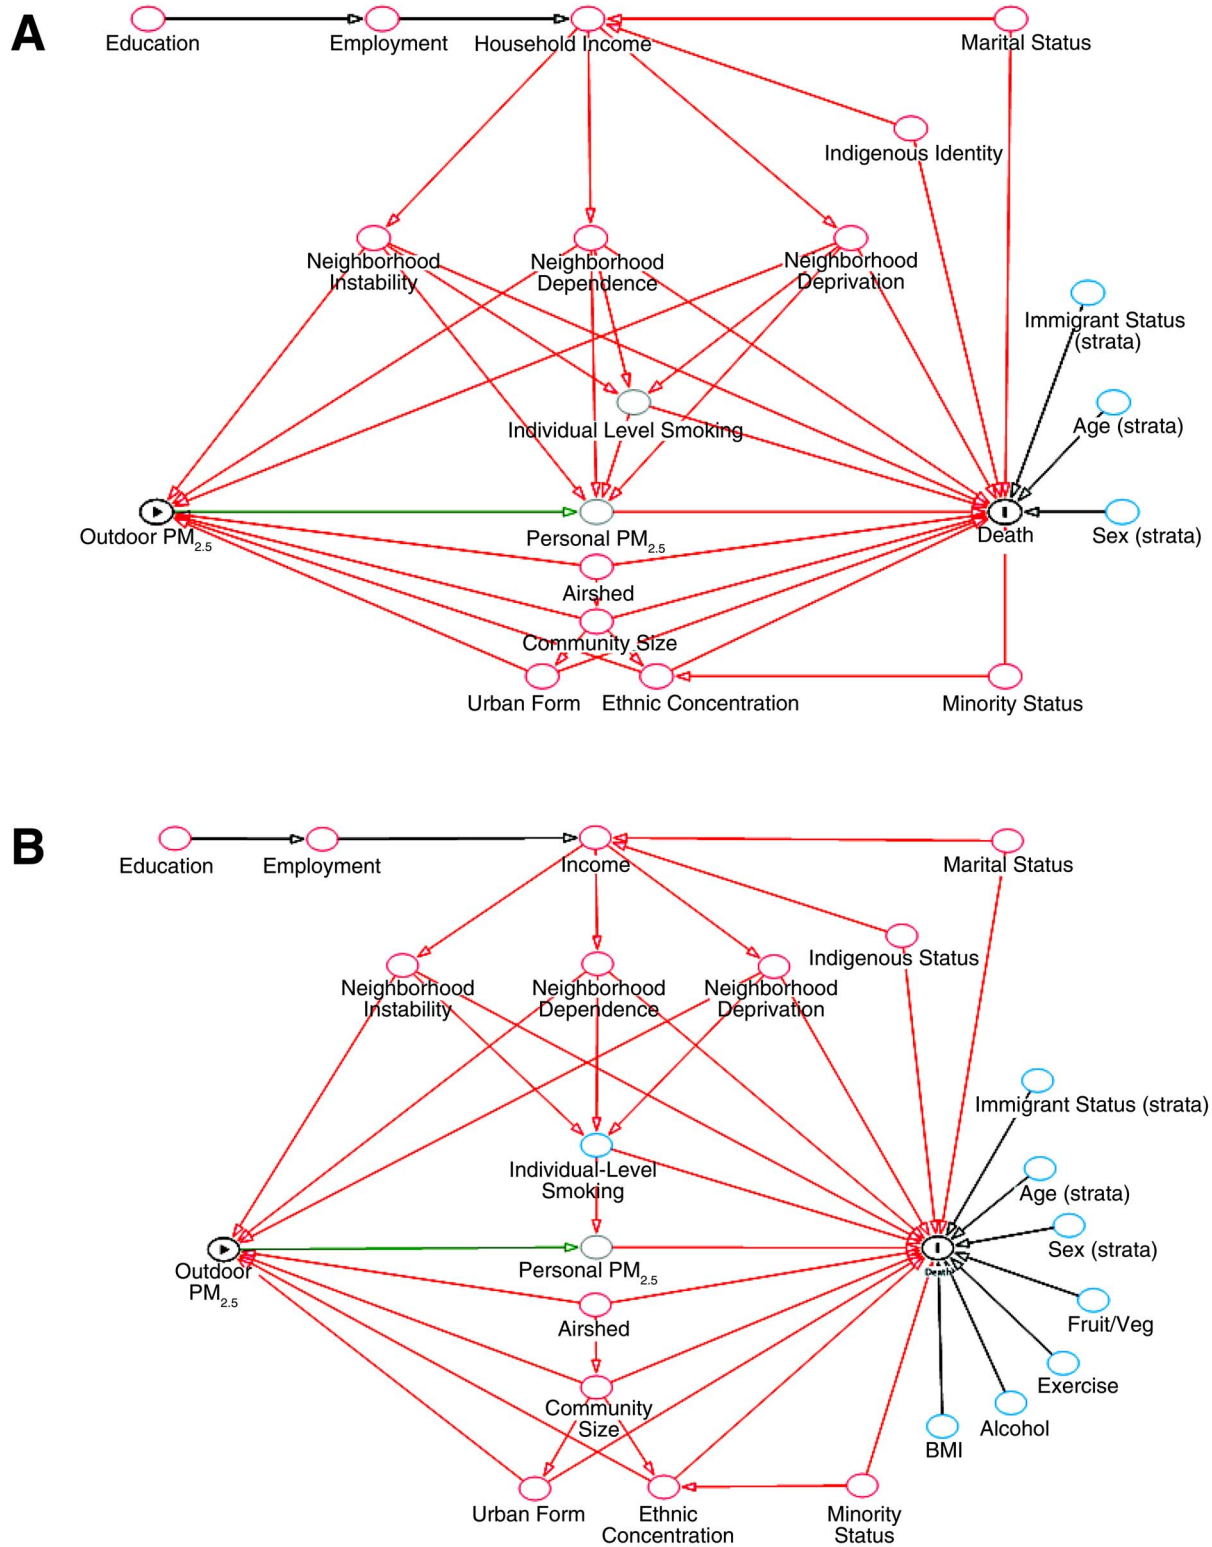 A
Education
Employment
Household Income
Marital Status
Indigenous Identity
Neighborhood
Instability
Neighborhood
Dependence
Neighborhood
Deprivation
Immigrant Status
(strata)
Individual Level Smoking
Age (strata)
Outdoor PM2.5
Personal PM2.5
Death
Sex (strata)
Airshed
Community Size
Urban Form
Ethnic Concentration
Minority Status
B
Education
Employment
Income
Marital Status
Indigenous Status
Neighborhood
Instability
Neighborhood
Dependence
Neighborhood
Deprivation
Immigrant Status (strata)
Individual-Level
Smoking
Age (strata)
Sex (strata)
Outdoor
PM2.5
Personal PM2.5
Death
Airshed
Fruit/Veg
Exercise
Community
Size
Alcohol
BMI
Urban Form
Ethnic
Concentration
Minority
Status